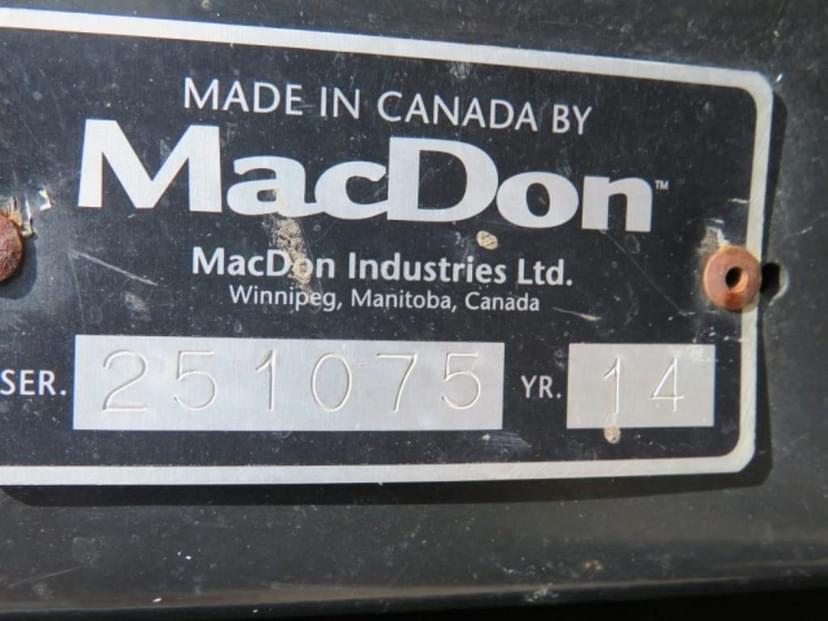 MADE IN CANADA BY
MacDon™
MacDon Industries Ltd.
Winnipeg, Manitoba, Canada
SER. 251075 YR. 14